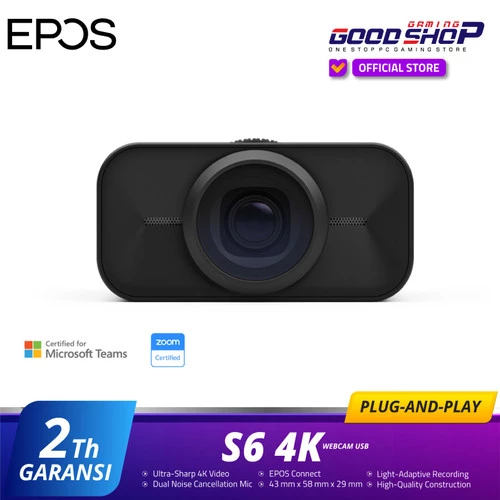 EPOS
GAMING
GOODSHOP
ONE STOP PC GAMING STORE
OFFICIAL STORE
Certified for
Microsoft Teams
zoom
Certified
PLUG-AND-PLAY
2Th
GARANSI
S6 4K WEBCAM USB
• Ultra-Sharp 4K Video • EPOS Connect • Light-Adaptive Recording
• Dual Noise Cancellation Mic • 43 mm x 58 mm x 29 mm • High-Quality Construction